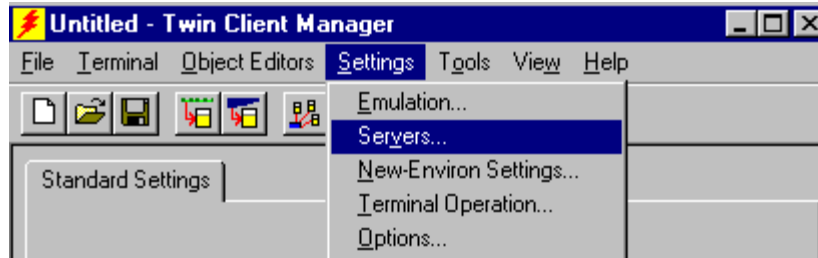 Untitled - Twin Client Manager
File Terminal Object Editors Settings Tools View Help
Emulation...
Servers...
New-Environ Settings...
Standard Settings
Terminal Operation...
Options...